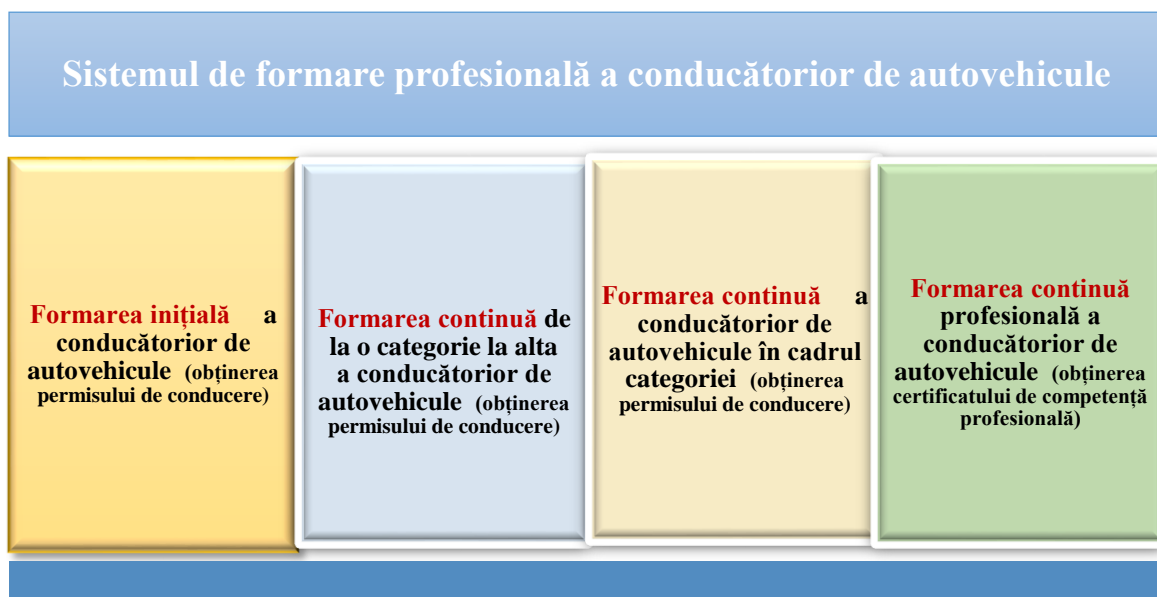 Sistemul de formare profesională a conducătorior de autovehicule
Formarea inițială a
conducătorior de
autovehicule (obținerea
permisului de conducere)
Formarea continuă de
la o categorie la alta
a conducătorior de
autovehicule (obținerea
permisului de conducere)
Formarea continuă a
conducătorior de
autovehicule în cadrul
categoriei (obținerea
permisului de conducere)
Formarea continuă
profesională a
conducătorior de
autovehicule (obținerea
certificatului de competență
profesională)